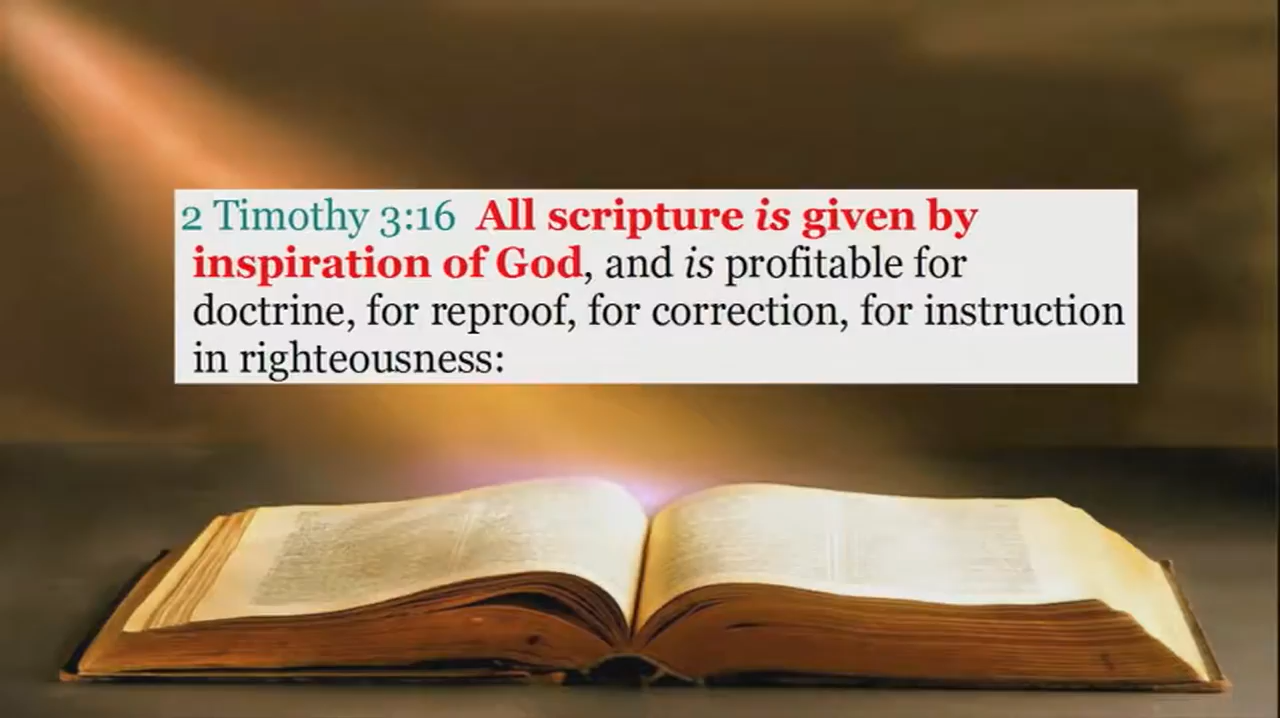 2 Timothy 3:16 All scripture is given by
inspiration of God, and is profitable for
doctrine, for reproof, for correction, for instruction
in righteousness: